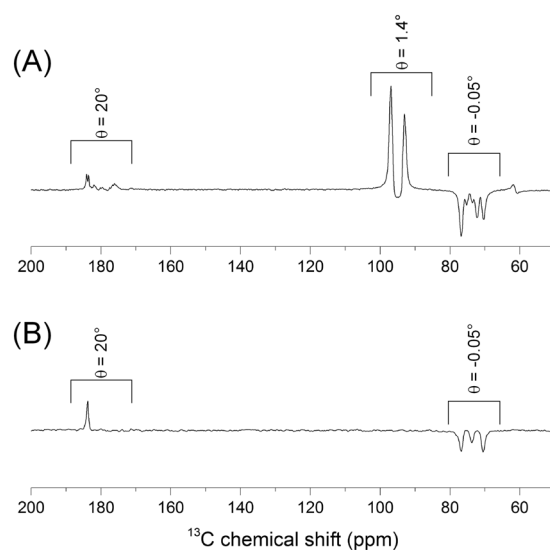 (A)
θ = 20°
θ = 1.4°
θ = -0.05°
200 180 160 140 120 100 80 60
(B)
θ = 20°
θ = -0.05°
200 180 160 140 120 100 80 60
¹³C chemical shift (ppm)